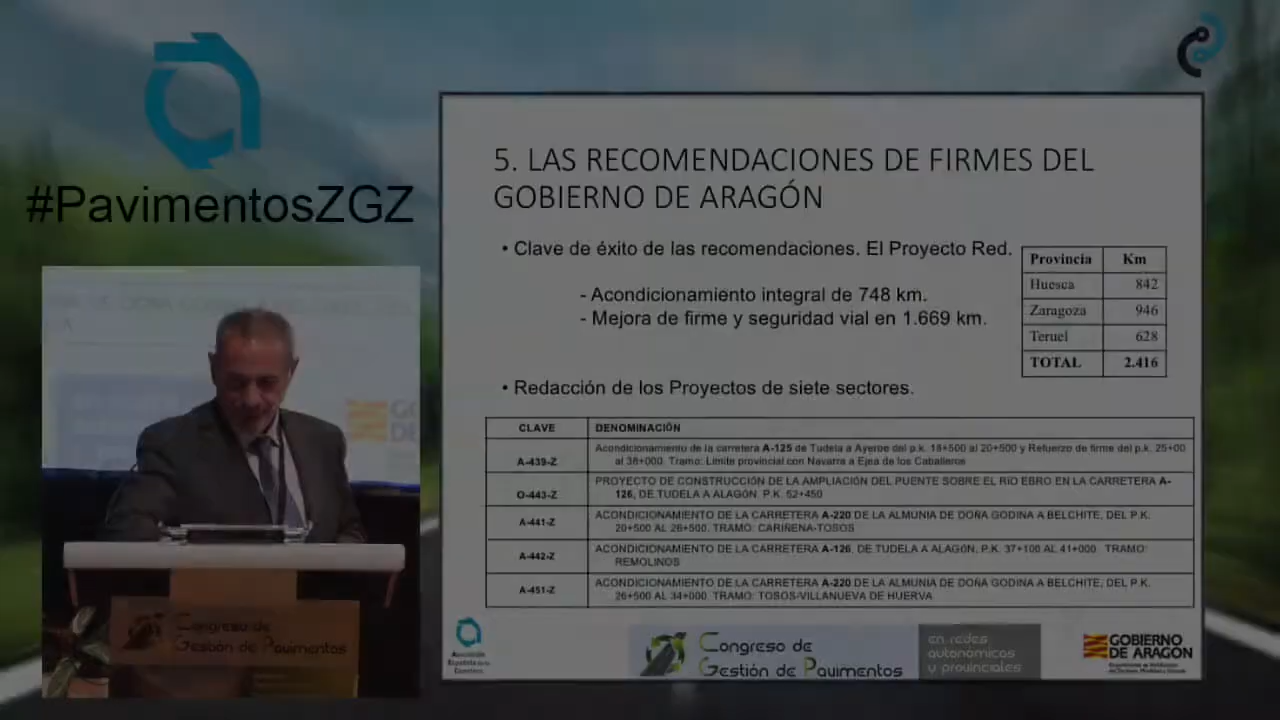 #PavimentosZGZ
5. LAS RECOMENDACIONES DE FIRMES DEL
GOBIERNO DE ARAGÓN
• Clave de éxito de las recomendaciones. El Proyecto Red.
- Acondicionamiento integral de 748 km.
- Mejora de firme y seguridad vial en 1.669 km.
Provincia Km
Huesca 842
Zaragoza 946
Teruel 628
TOTAL 2.416
• Redacción de los Proyectos de siete sectores.
CLAVE DENOMINACIÓN
A-439-Z Acondicionamiento de la carretera A-125 de Tudela a Ayerbe del p.k. 18+500 al 20+500 y Refuerzo de firme del p.k. 25+00
al 38+000. Tramo: Límite provincial con Navarra a Ejea de los Caballeros
O-443-Z PROYECTO DE CONSTRUCCIÓN DE LA AMPLIACIÓN DEL PUENTE SOBRE EL RÍO EBRO EN LA CARRETERA A-
126, DE TUDELA A ALAGÓN. P.K. 52+450
A-441-Z ACONDICIONAMIENTO DE LA CARRETERA A-220 DE LA ALMUNIA DE DOÑA GODINA A BELCHITE, DEL P.K.
20+500 AL 26+500. TRAMO: CARIÑENA-TOSOS
A-442-Z ACONDICIONAMIENTO DE LA CARRETERA A-126, DE TUDELA A ALAGÓN, P.K. 37+100 AL 41+000. TRAMO:
REMOLINOS
A-451-Z ACONDICIONAMIENTO DE LA CARRETERA A-220 DE LA ALMUNIA DE DOÑA GODINA A BELCHITE, DEL P.K.
26+500 AL 34+000. TRAMO: TOSOS-VILLANUEVA DE HUERVA
Asociación
Española de la
Carretera
Congreso de
Gestión de Pavimentos
en redes
autonómicas
y provinciales
GOBIERNO
DE ARAGÓN
Congreso de
Gestión de Pavimentos